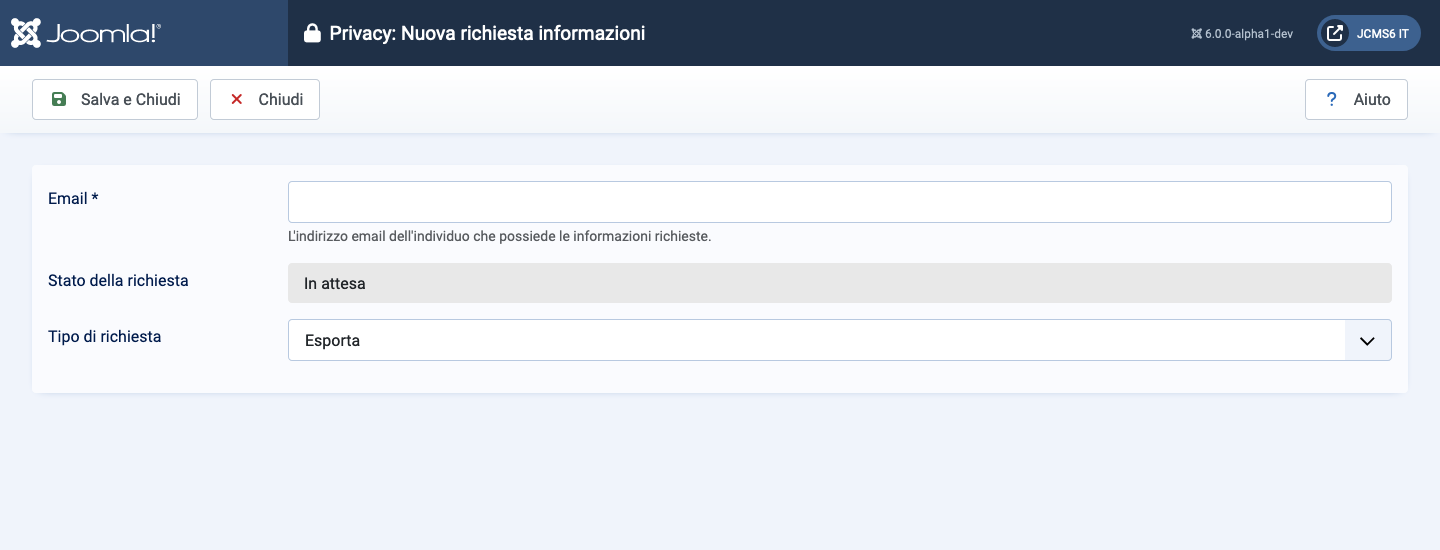 Joomla!®
Privacy: Nuova richiesta informazioni
6.0.0-alpha1-dev
JCMS6 IT
Salva e Chiudi
Chiudi
? Aiuto
Email *
L'indirizzo email dell'individuo che possiede le informazioni richieste.
Stato della richiesta
In attesa
Tipo di richiesta
Esporta